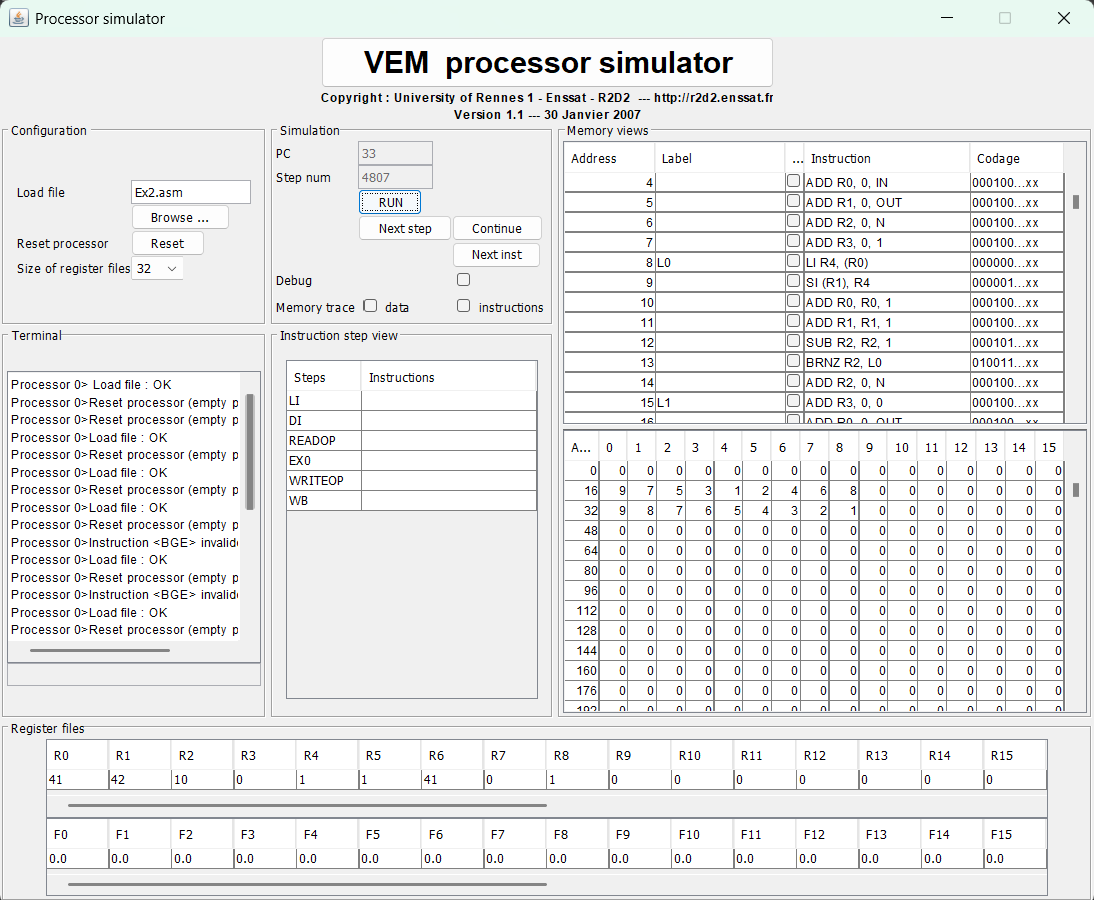 Processor simulator
VEM processor simulator
Copyright : University of Rennes 1 - Enssat - R2D2 --- http://r2d2.enssat.fr
Version 1.1 --- 30 Janvier 2007
Configuration
Load file Ex2.asm
Browse ...
Reset processor Reset
Size of register files 32
Simulation
PC 33
Step num 4807
RUN
Next step Continue
Next inst
Debug
Memory trace data instructions
Memory views
Address Label ... Instruction Codage
4 ADD R0, 0, IN 000100...xx
5 ADD R1, 0, OUT 000100...xx
6 ADD R2, 0, N 000100...xx
7 ADD R3, 0, 1 000100...xx
8 L0 LI R4, (R0) 000000...xx
9 SI (R1), R4 000001...xx
10 ADD R0, R0, 1 000100...xx
11 ADD R1, R1, 1 000100...xx
12 SUB R2, R2, 1 000101...xx
13 BRNZ R2, L0 010011...xx
14 ADD R2, 0, N 000100...xx
15 L1 ADD R3, 0, 0 000100...xx
16 ADD R0, 0, OUT 000100...xx
Terminal
Processor 0> Load file : OK
Processor 0>Reset processor (empty p
Processor 0>Reset processor (empty p
Processor 0>Load file : OK
Processor 0>Reset processor (empty p
Processor 0>Load file : OK
Processor 0>Reset processor (empty p
Processor 0>Load file : OK
Processor 0>Reset processor (empty p
Processor 0>Instruction <BGE> invalid
Processor 0>Load file : OK
Processor 0>Reset processor (empty p
Processor 0>Instruction <BGE> invalid
Processor 0>Load file : OK
Processor 0>Reset processor (empty p
Instruction step view
Steps Instructions
LI
DI
READOP
EX0
WRITEOP
WB
A... 0 1 2 3 4 5 6 7 8 9 10 11 12 13 14 15
0 0 0 0 0 0 0 0 0 0 0 0 0 0 0 0 0
16 9 7 5 3 1 2 4 6 8 0 0 0 0 0 0 0
32 9 8 7 6 5 4 3 2 1 0 0 0 0 0 0 0
48 0 0 0 0 0 0 0 0 0 0 0 0 0 0 0 0
64 0 0 0 0 0 0 0 0 0 0 0 0 0 0 0 0
80 0 0 0 0 0 0 0 0 0 0 0 0 0 0 0 0
96 0 0 0 0 0 0 0 0 0 0 0 0 0 0 0 0
112 0 0 0 0 0 0 0 0 0 0 0 0 0 0 0 0
128 0 0 0 0 0 0 0 0 0 0 0 0 0 0 0 0
144 0 0 0 0 0 0 0 0 0 0 0 0 0 0 0 0
160 0 0 0 0 0 0 0 0 0 0 0 0 0 0 0 0
176 0 0 0 0 0 0 0 0 0 0 0 0 0 0 0 0
192 0 0 0 0 0 0 0 0 0 0 0 0 0 0 0 0
Register files
R0 R1 R2 R3 R4 R5 R6 R7 R8 R9 R10 R11 R12 R13 R14 R15
41 42 10 0 1 1 41 0 1 0 0 0 0 0 0 0
F0 F1 F2 F3 F4 F5 F6 F7 F8 F9 F10 F11 F12 F13 F14 F15
0.0 0.0 0.0 0.0 0.0 0.0 0.0 0.0 0.0 0.0 0.0 0.0 0.0 0.0 0.0 0.0